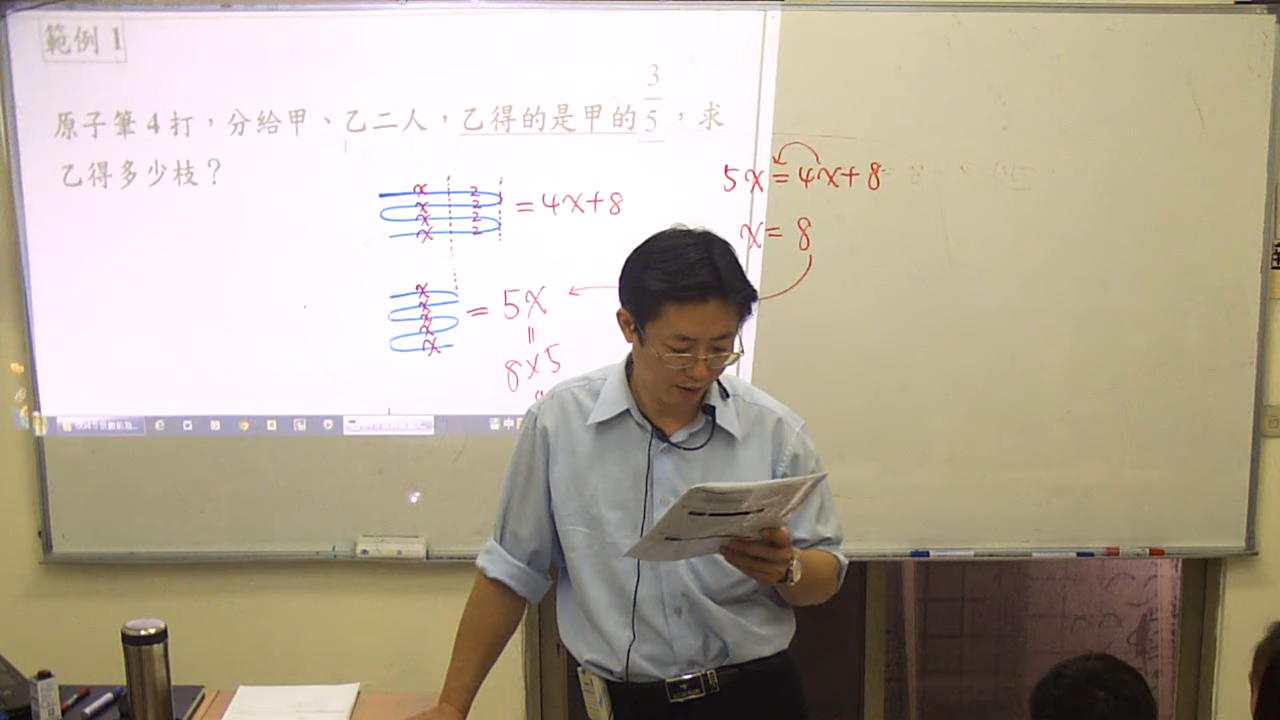 範例 1
原子筆 4 打，分給甲、乙二人，乙得的是甲的 3/5，求
乙得多少枝？
x 2
x 2
x 2
x 2
= 4x+8
x
x
x
x
x
= 5x
=
8x5
5x = 4x+8
x = 8